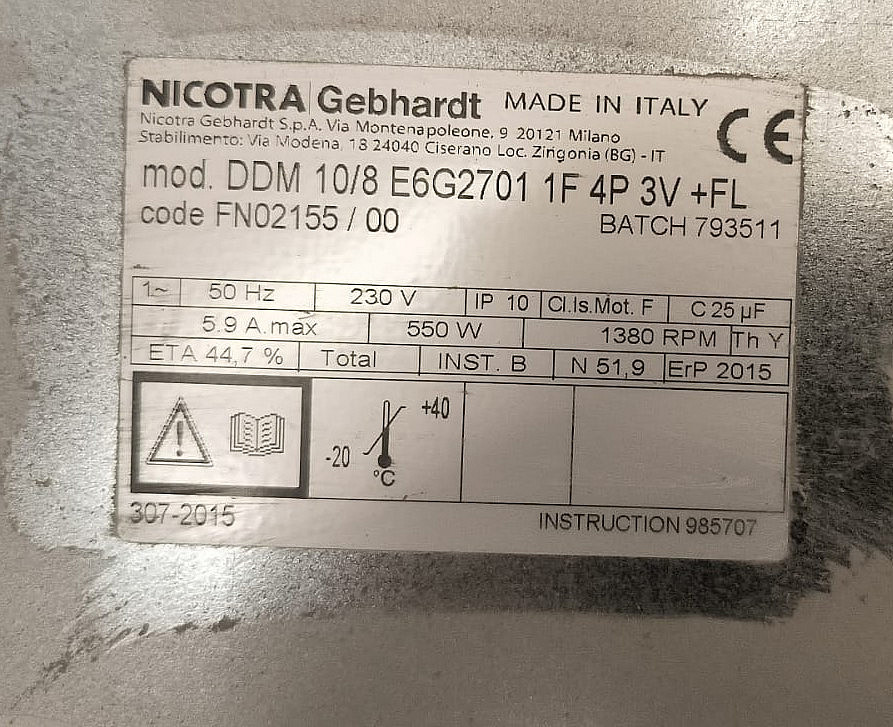 NICOTRA Gebhardt MADE IN ITALY CE
Nicotra Gebhardt S.p.A. Via Montenapoleone, 9 20121 Milano
Stabilimento: Via Modena, 18 24040 Ciserano Loc. Zingonia (BG) - IT
mod. DDM 10/8 E6G2701 1F 4P 3V +FL
code FN02155 / 00 BATCH 793511
1~ 50 Hz 230 V IP 10 Cl.Is.Mot. F C 25 µF
5.9 A.max 550 W 1380 RPM Th Y
ETA 44,7 % Total INST. B N 51,9 ErP 2015
+40
-20
°C
307-2015 INSTRUCTION 985707